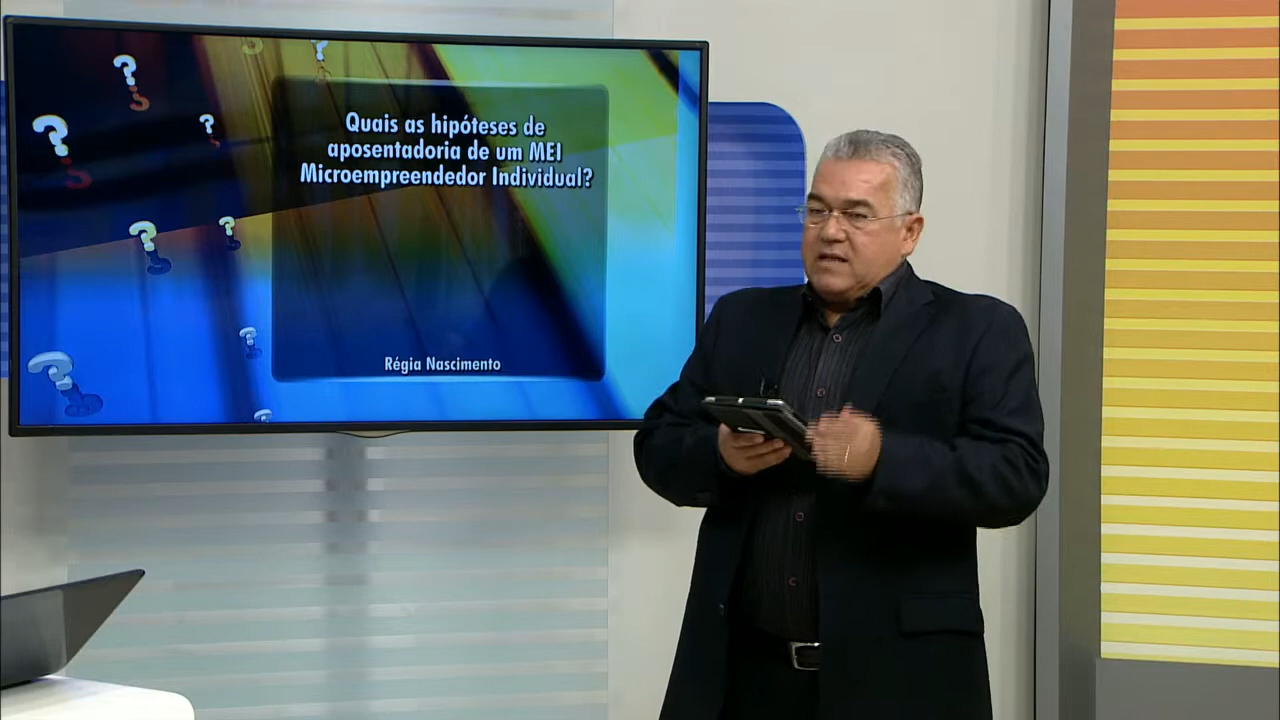 Quais as hipóteses de
aposentadoria de um MEI
Microempreendedor Individual?
Régia Nascimento